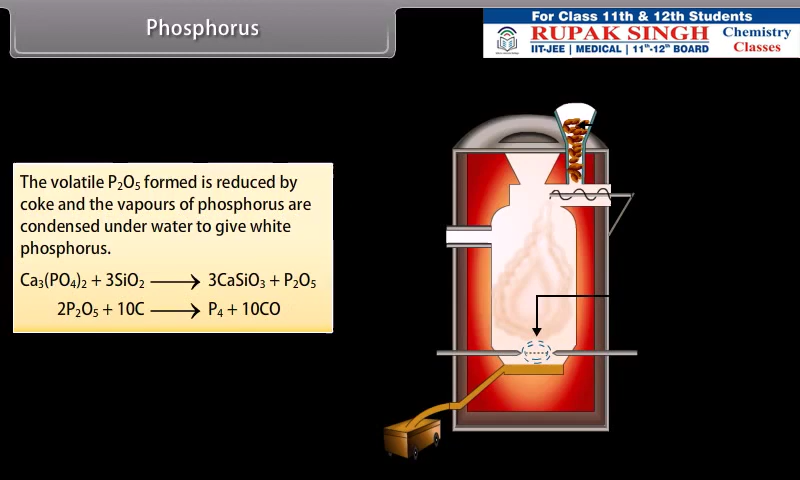 Phosphorus
For Class 11th & 12th Students
RUPAK SINGH
IIT-JEE | MEDICAL | 11th-12th BOARD
Chemistry
Classes
The volatile P₂O₅ formed is reduced by
coke and the vapours of phosphorus are
condensed under water to give white
phosphorus.
Ca₃(PO₄)₂ + 3SiO₂ ⟶ 3CaSiO₃ + P₂O₅
2P₂O₅ + 10C ⟶ P₄ + 10CO